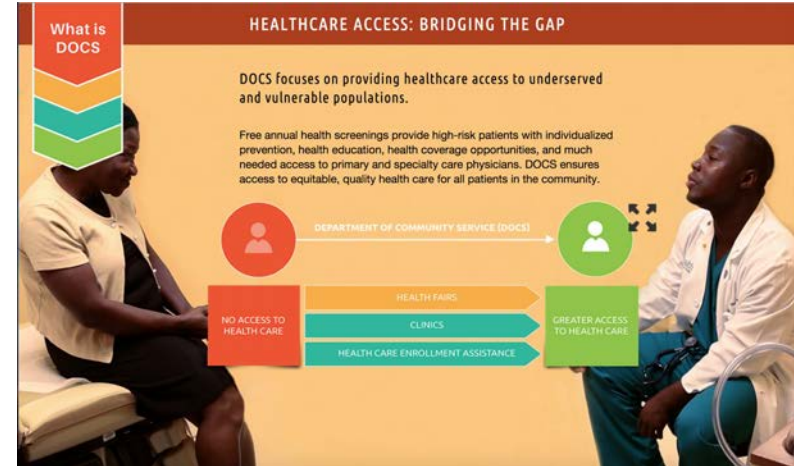 What is
DOCS
HEALTHCARE ACCESS: BRIDGING THE GAP
DOCS focuses on providing healthcare access to underserved
and vulnerable populations.
Free annual health screenings provide high-risk patients with individualized
prevention, health education, health coverage opportunities, and much
needed access to primary and specialty care physicians. DOCS ensures
access to equitable, quality health care for all patients in the community.
DEPARTMENT OF COMMUNITY SERVICE (DOCS)
NO ACCESS TO
HEALTH CARE
HEALTH FAIRS
CLINICS
HEALTH CARE ENROLLMENT ASSISTANCE
GREATER ACCESS
TO HEALTH CARE